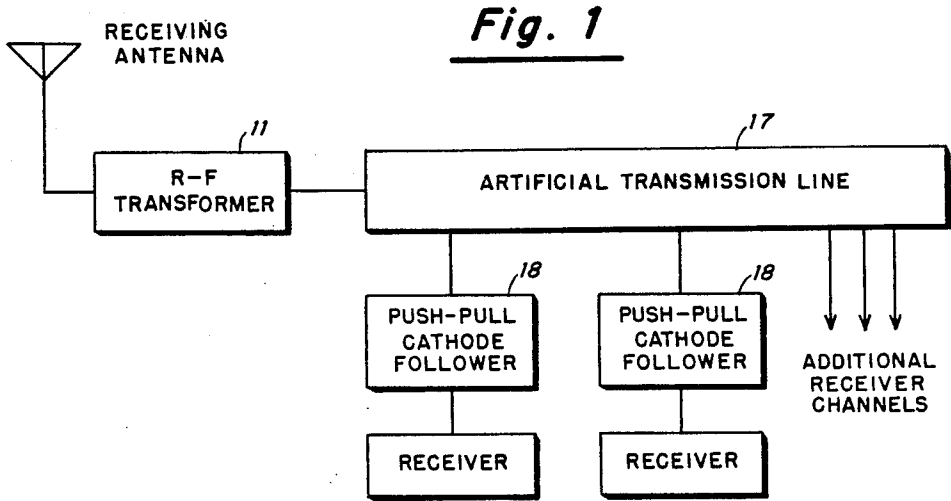 Fig. 1
RECEIVING
ANTENNA
11
R-F
TRANSFORMER
17
ARTIFICIAL TRANSMISSION LINE
18
PUSH-PULL
CATHODE
FOLLOWER
18
PUSH-PULL
CATHODE
FOLLOWER
ADDITIONAL
RECEIVER
CHANNELS
RECEIVER
RECEIVER